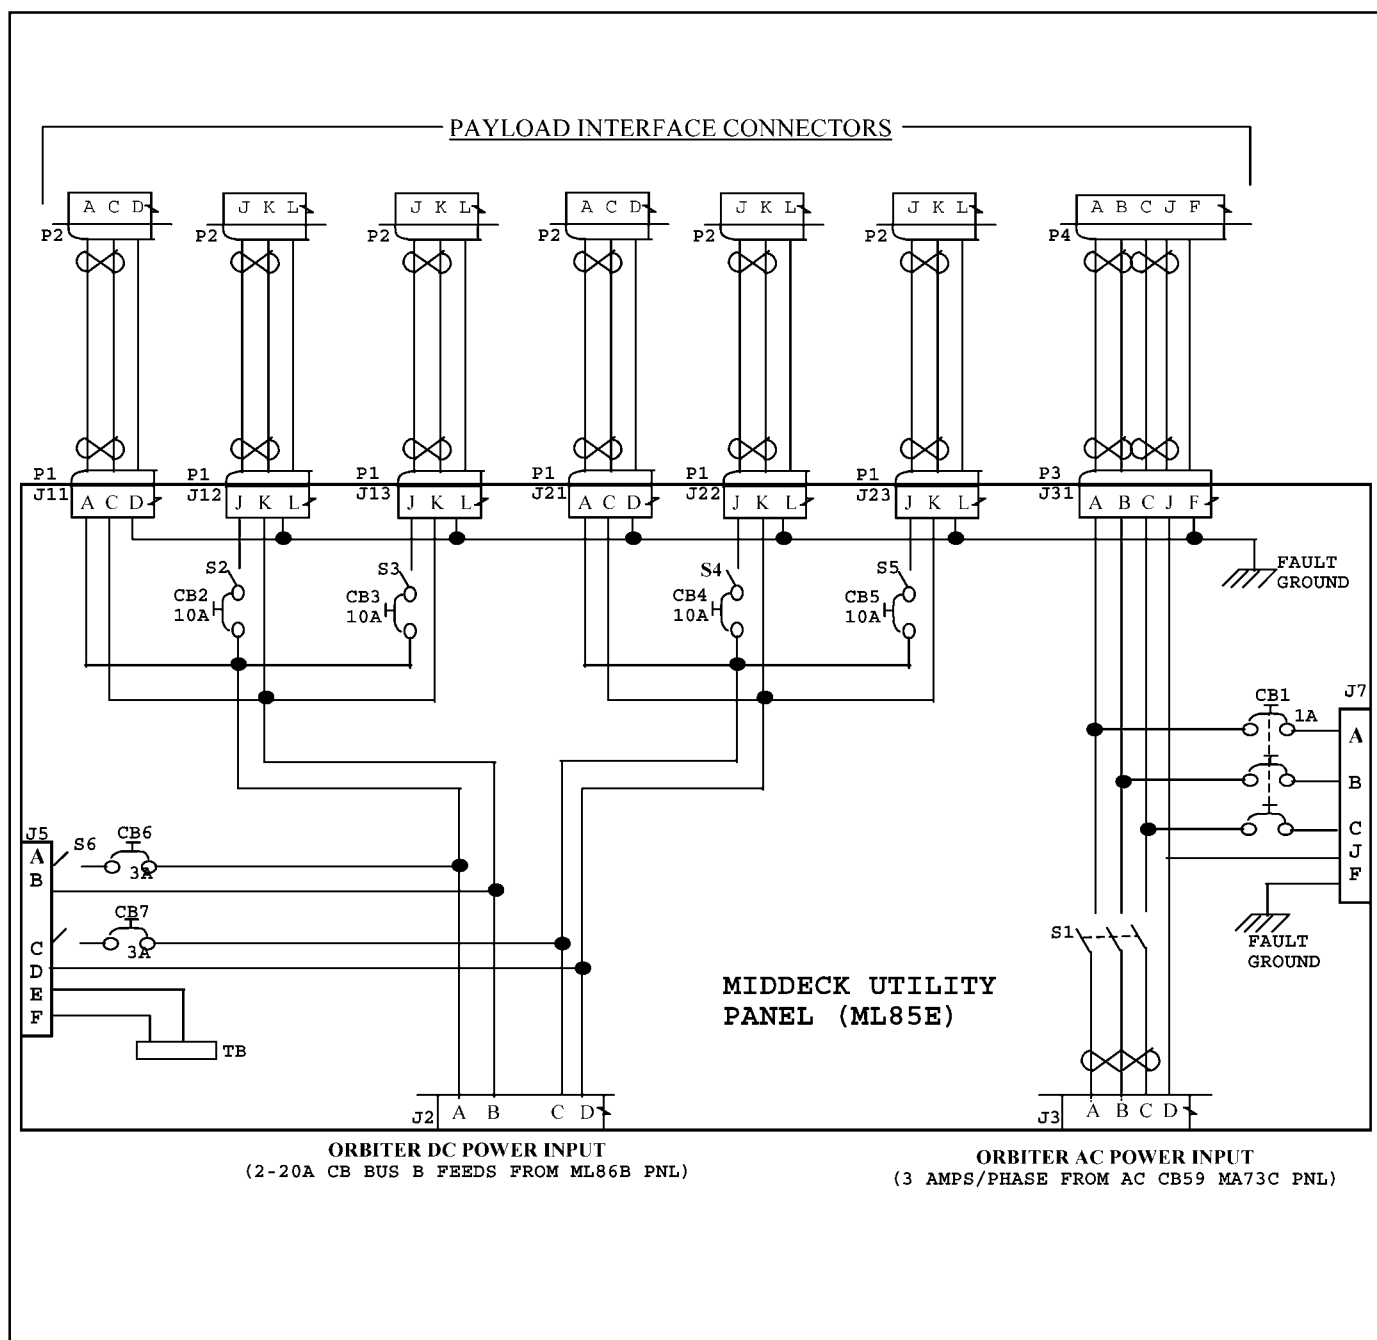 PAYLOAD INTERFACE CONNECTORS
A C D J K L J K L A C D J K L J K L A B C J F
P2 P2 P2 P2 P2 P2 P4
P1 P1 P1 P1 P1 P1 P3
J11 J12 J13 J21 J22 J23 J31
A C D J K L J K L A C D J K L J K L A B C J F
S2 S3 S4 S5
FAULT
GROUND
CB2 CB3 CB4 CB5
10A 10A 10A 10A
CB1 J7
1A
A
B
C
J
F
J5 S6 CB6
A
3A
B
CB7
C
3A
D
E
F
TB
S1
FAULT
GROUND
MIDDECK UTILITY
PANEL (ML85E)
J2 A B C D
J3 A B C D
ORBITER DC POWER INPUT
(2-20A CB BUS B FEEDS FROM ML86B PNL)
ORBITER AC POWER INPUT
(3 AMPS/PHASE FROM AC CB59 MA73C PNL)